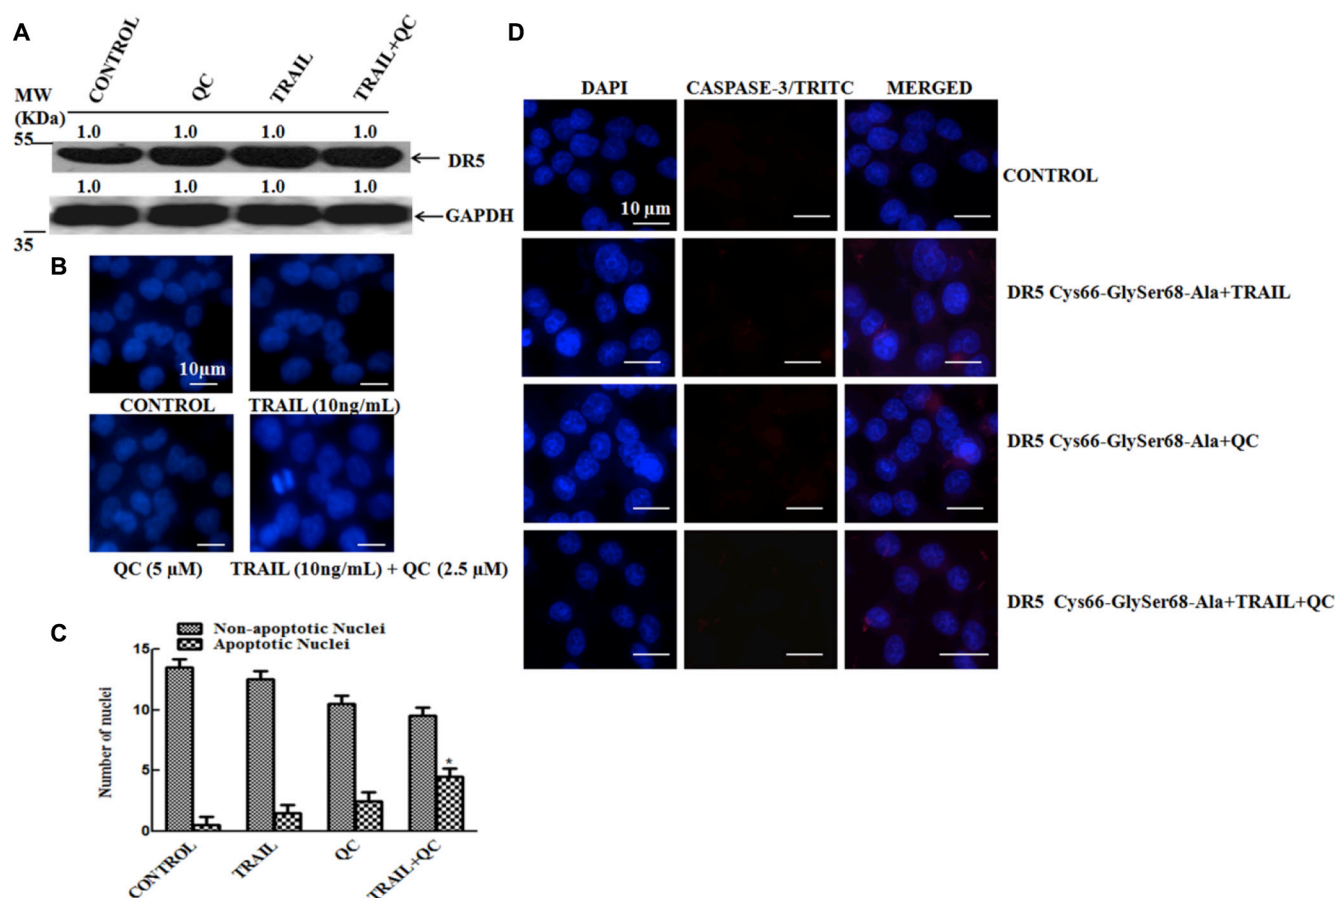 A
CONTROL
QC
TRAIL
TRAIL+QC
MW
(KDa)
1.0 1.0 1.0 1.0
55
DR5
1.0 1.0 1.0 1.0
GAPDH
35
B
10µm
CONTROL TRAIL (10ng/mL)
QC (5 µM) TRAIL (10ng/mL) + QC (2.5 µM)
C
Non-apoptotic Nuclei
Apoptotic Nuclei
Number of nuclei
15
10
5
0
*
CONTROL
TRAIL
QC
TRAIL+QC
D
DAPI CASPASE-3/TRITC MERGED
10 µm
CONTROL
DR5 Cys66-GlySer68-Ala+TRAIL
DR5 Cys66-GlySer68-Ala+QC
DR5 Cys66-GlySer68-Ala+TRAIL+QC